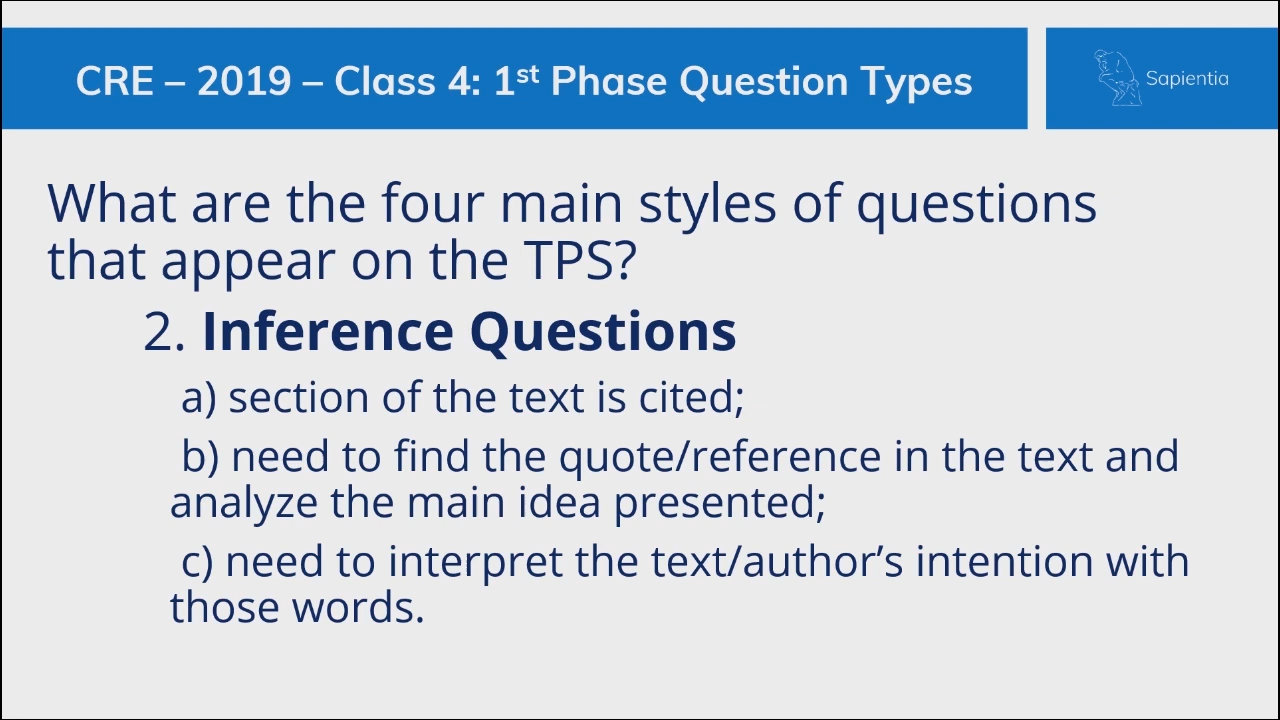 CRE – 2019 – Class 4: 1st Phase Question Types
Sapientia
What are the four main styles of questions
that appear on the TPS?
2. Inference Questions
a) section of the text is cited;
b) need to find the quote/reference in the text and
analyze the main idea presented;
c) need to interpret the text/author’s intention with
those words.